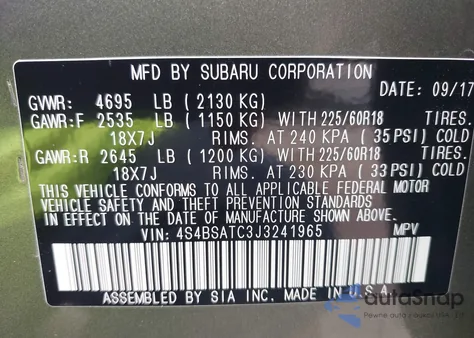 MFD BY SUBARU CORPORATION
DATE: 09/17
GVWR: 4695 LB (2130 KG)
GAWR:F 2535 LB (1150 KG) WITH 225/60R18 TIRES.
18X7J RIMS. AT 240 KPA (35 PSI) COLD
GAWR:R 2645 LB (1200 KG) WITH 225/60R18 TIRES.
18X7J RIMS. AT 230 KPA (33 PSI) COLD
THIS VEHICLE CONFORMS TO ALL APPLICABLE FEDERAL MOTOR
VEHICLE SAFETY AND THEFT PREVENTION STANDARDS
IN EFFECT ON THE DATE OF MANUFACTURE SHOWN ABOVE.
VIN: 4S4BSATC3J3241965 MPV
ASSEMBLED BY SIA INC. MADE IN U.S.A.
autoSnap
Pewne auto z USA